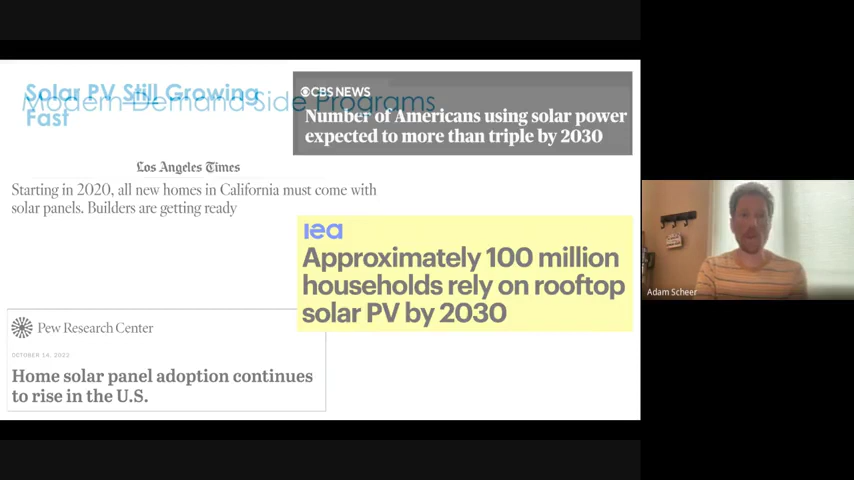 Solar PV Still Growing
Fast
Modern Demand Side Programs
CBS NEWS
Number of Americans using solar power
expected to more than triple by 2030
Los Angeles Times
Starting in 2020, all new homes in California must come with
solar panels. Builders are getting ready
iea
Approximately 100 million
households rely on rooftop
solar PV by 2030
Pew Research Center
OCTOBER 14, 2022
Home solar panel adoption continues
to rise in the U.S.
Adam Scheer